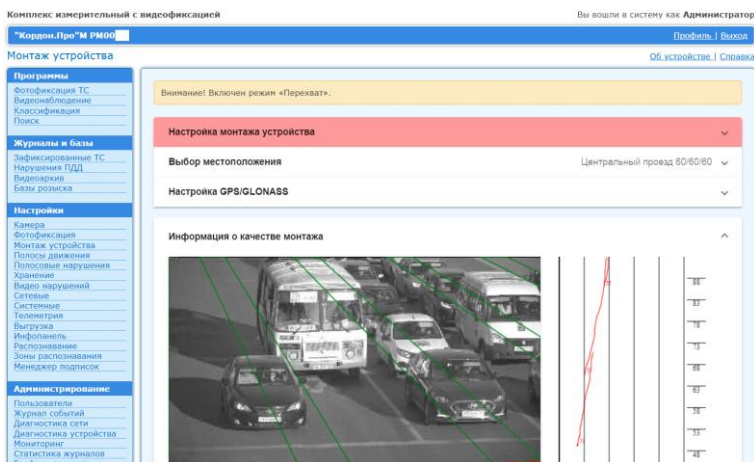 Комплекс измерительный с видеофиксацией
Вы вошли в систему как Администратор
"Кордон.Про"М PM00
Профиль | Выход
Монтаж устройства
Об устройстве | Справка
Программы
Фотофиксация ТС
Видеонаблюдение
Классификация
Поиск
Журналы и базы
Зафиксированные ТС
Нарушения ПДД
Видеоархив
Базы розыска
Настройки
Камера
Фотофиксация
Монтаж устройства
Полосы движения
Полосовые нарушения
Хранение
Видео нарушений
Сетевые
Системные
Телеметрия
Выгрузка
Инфопанель
Распознавание
Зоны распознавания
Менеджер подписок
Администрирование
Пользователи
Журнал событий
Диагностика сети
Диагностика устройства
Мониторинг
Статистика журналов
Внимание! Включен режим «Перехват».
Настройка монтажа устройства
Выбор местоположения
Центральный проезд 60/60/60
Настройка GPS/GLONASS
Информация о качестве монтажа
88
83
78
73
68
63
58
53
48